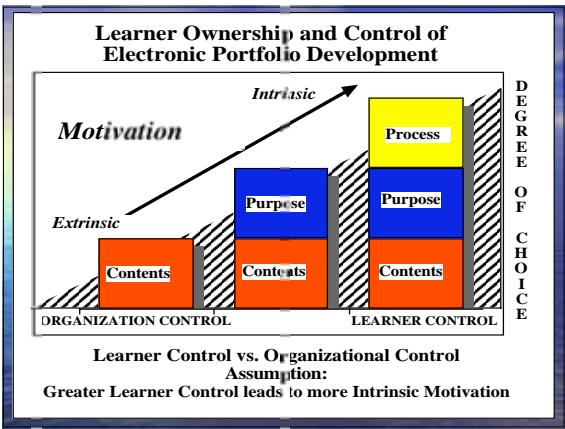 Learner Ownership and Control of
Electronic Portfolio Development
Intrinsic
Motivation
Extrinsic
Process
Purpose
Purpose
Contents
Contents
Contents
DEGREE OF CHOICE
ORGANIZATION CONTROL
LEARNER CONTROL
Learner Control vs. Organizational Control
Assumption:
Greater Learner Control leads to more Intrinsic Motivation